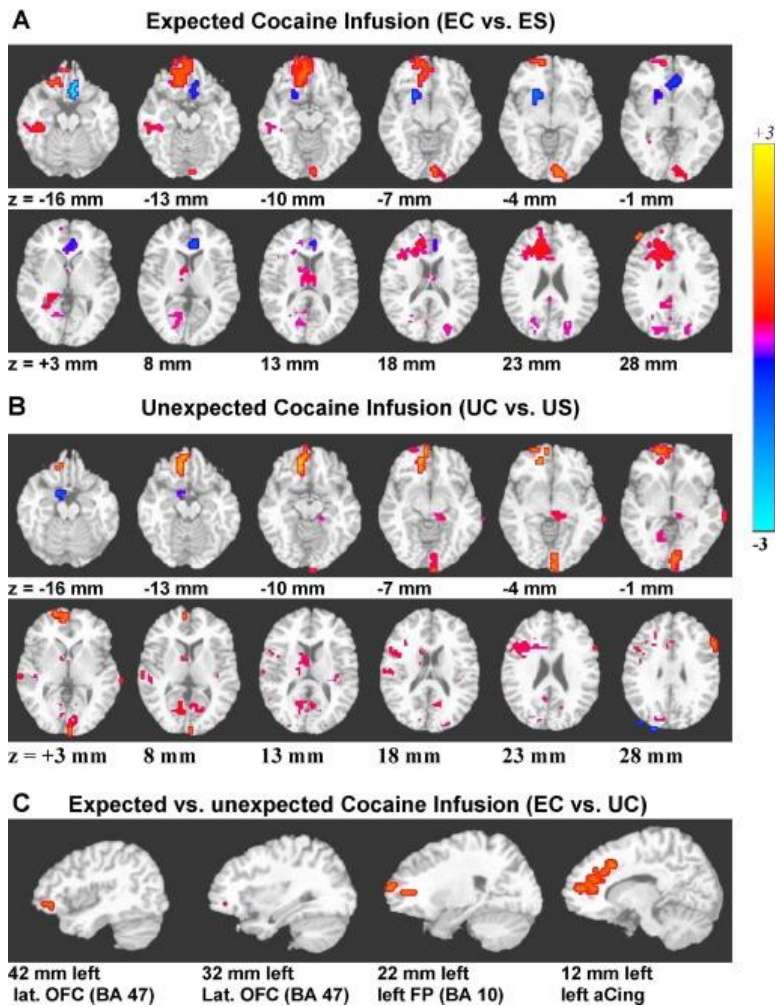 A Expected Cocaine Infusion (EC vs. ES)
+3
z = -16 mm -13 mm -10 mm -7 mm -4 mm -1 mm
z = +3 mm 8 mm 13 mm 18 mm 23 mm 28 mm
B Unexpected Cocaine Infusion (UC vs. US)
-3
z = -16 mm -13 mm -10 mm -7 mm -4 mm -1 mm
z = +3 mm 8 mm 13 mm 18 mm 23 mm 28 mm
C Expected vs. unexpected Cocaine Infusion (EC vs. UC)
42 mm left 32 mm left 22 mm left 12 mm left
lat. OFC (BA 47) Lat. OFC (BA 47) left FP (BA 10) left aCing